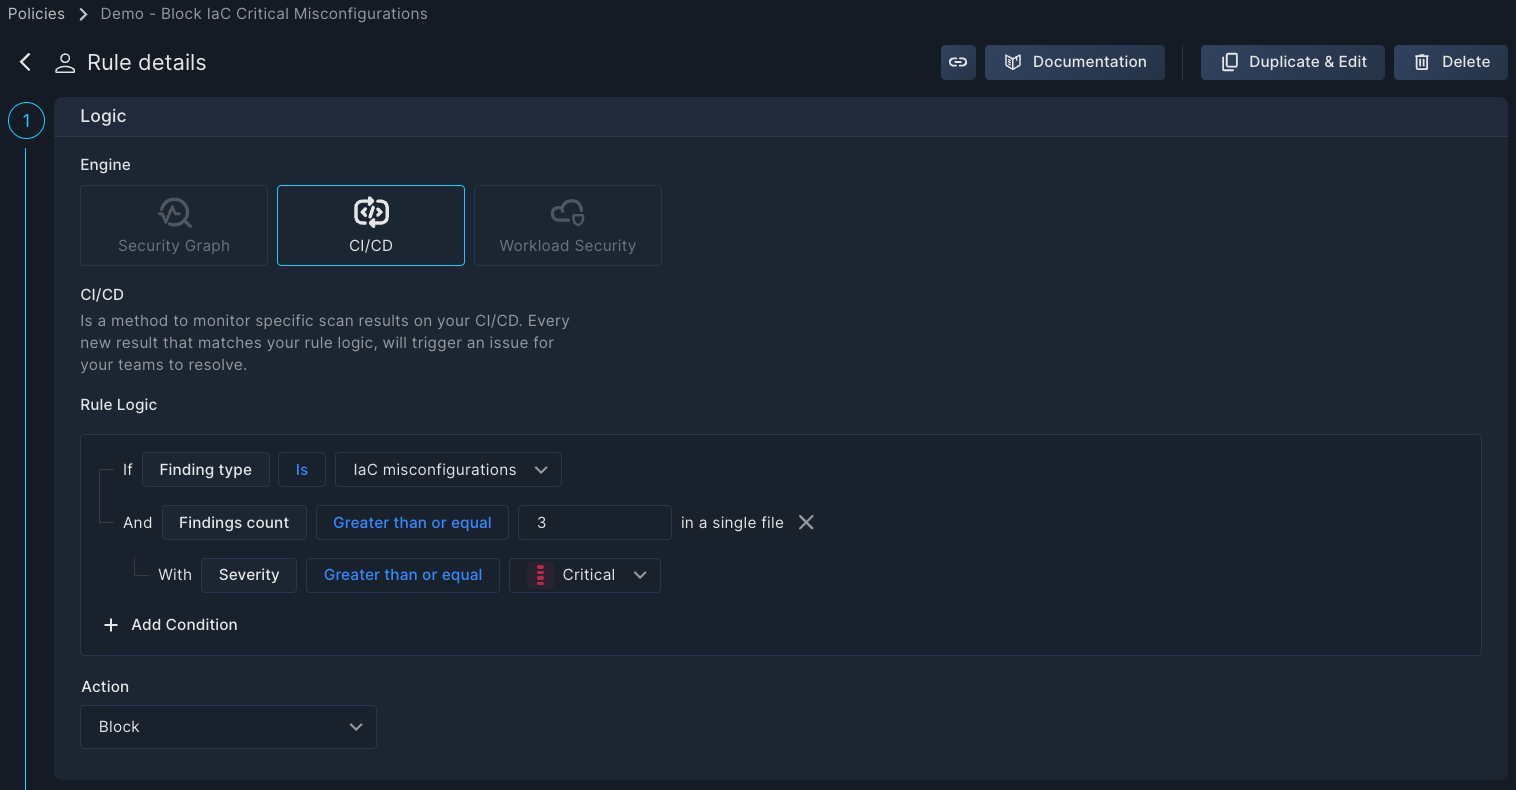 Policies > Demo - Block IaC Critical Misconfigurations
Rule details
Documentation
Duplicate & Edit
Delete
1
Logic
Engine
Security Graph
CI/CD
Workload Security
CI/CD
Is a method to monitor specific scan results on your CI/CD. Every
new result that matches your rule logic, will trigger an issue for
your teams to resolve.
Rule Logic
If Finding type Is IaC misconfigurations
And Findings count Greater than or equal 3 in a single file
With Severity Greater than or equal Critical
+ Add Condition
Action
Block